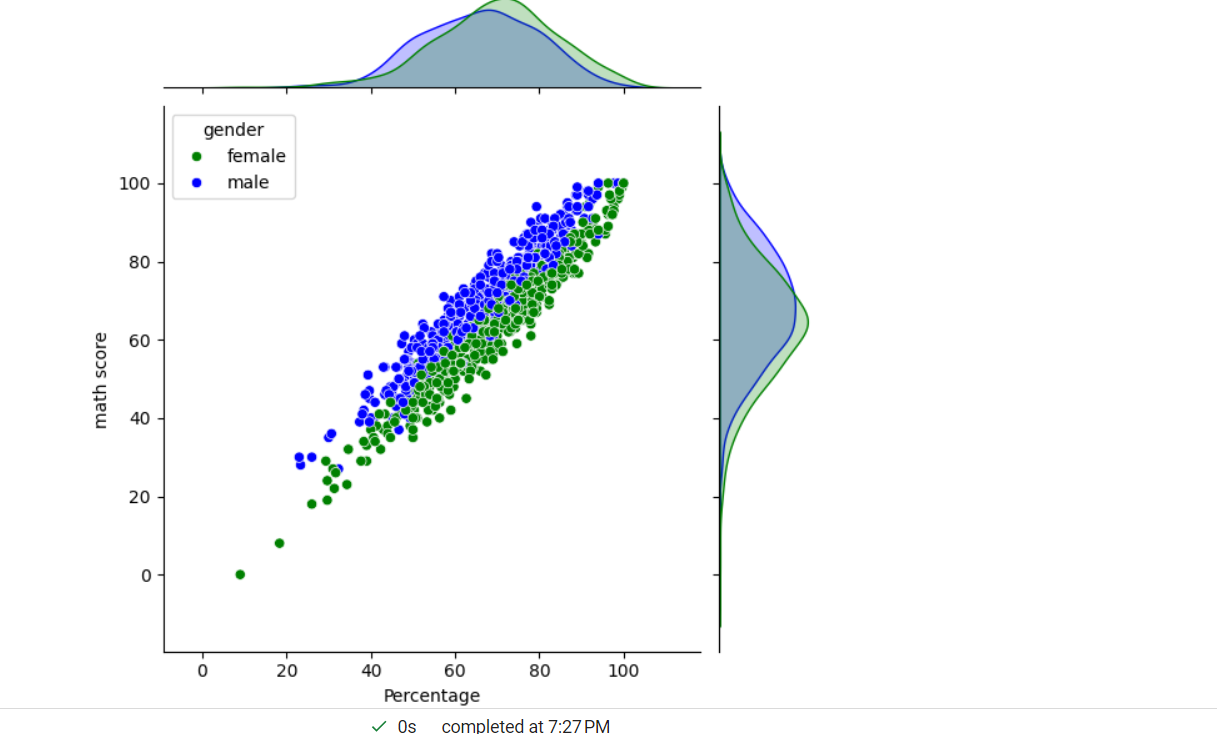 gender
female
male
100
80
60
40
20
0
math score
0 20 40 60 80 100
Percentage
0s completed at 7:27 PM